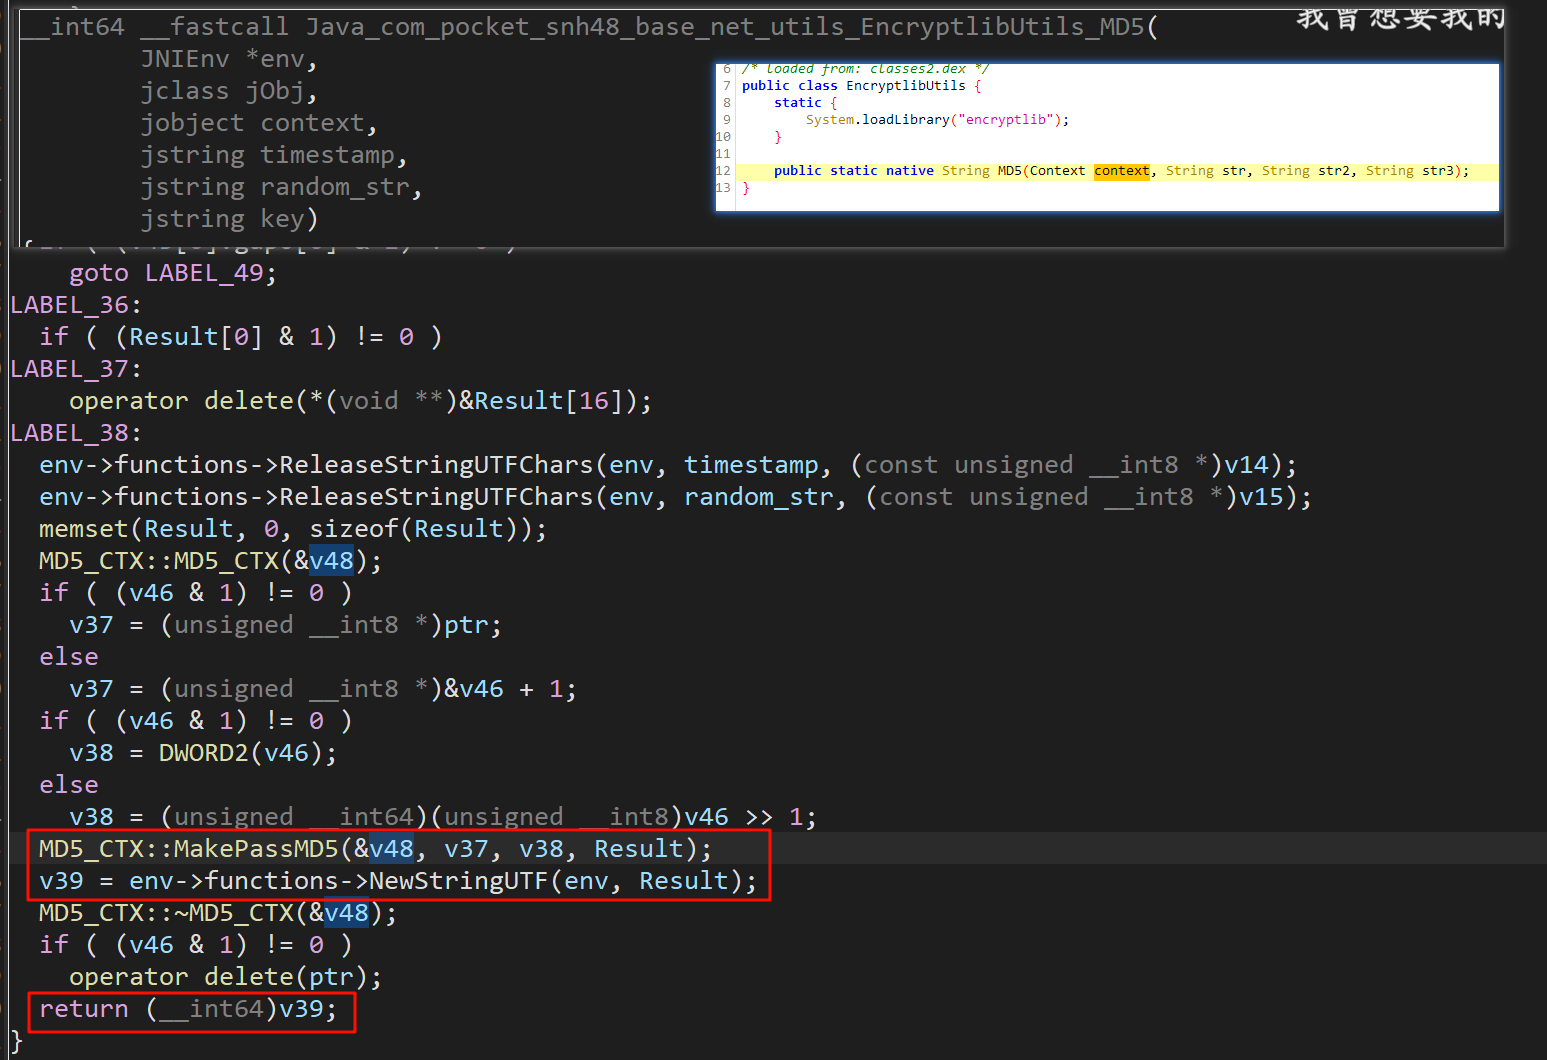 __int64 __fastcall Java_com_pocket_snh48_base_net_utils_EncryptlibUtils_MD5(
我曾想要我的
JNIEnv *env,
jclass jObj,
jobject context,
jstring timestamp,
jstring random_str,
jstring key)
6 /* loaded from: classes2.dex */
7 public class EncryptlibUtils {
8 static {
9 System.loadLibrary("encryptlib");
10 }
11
12 public static native String MD5(Context context, String str, String str2, String str3);
13 }
goto LABEL_49;
LABEL_36:
if ( (Result[0] & 1) != 0 )
LABEL_37:
operator delete(*(void **)&Result[16]);
LABEL_38:
env->functions->ReleaseStringUTFChars(env, timestamp, (const unsigned __int8 *)v14);
env->functions->ReleaseStringUTFChars(env, random_str, (const unsigned __int8 *)v15);
memset(Result, 0, sizeof(Result));
MD5_CTX::MD5_CTX(&v48);
if ( (v46 & 1) != 0 )
v37 = (unsigned __int8 *)ptr;
else
v37 = (unsigned __int8 *)&v46 + 1;
if ( (v46 & 1) != 0 )
v38 = DWORD2(v46);
else
v38 = (unsigned __int64)(unsigned __int8)v46 >> 1;
MD5_CTX::MakePassMD5(&v48, v37, v38, Result);
v39 = env->functions->NewStringUTF(env, Result);
MD5_CTX::~MD5_CTX(&v48);
if ( (v46 & 1) != 0 )
operator delete(ptr);
return (__int64)v39;
}